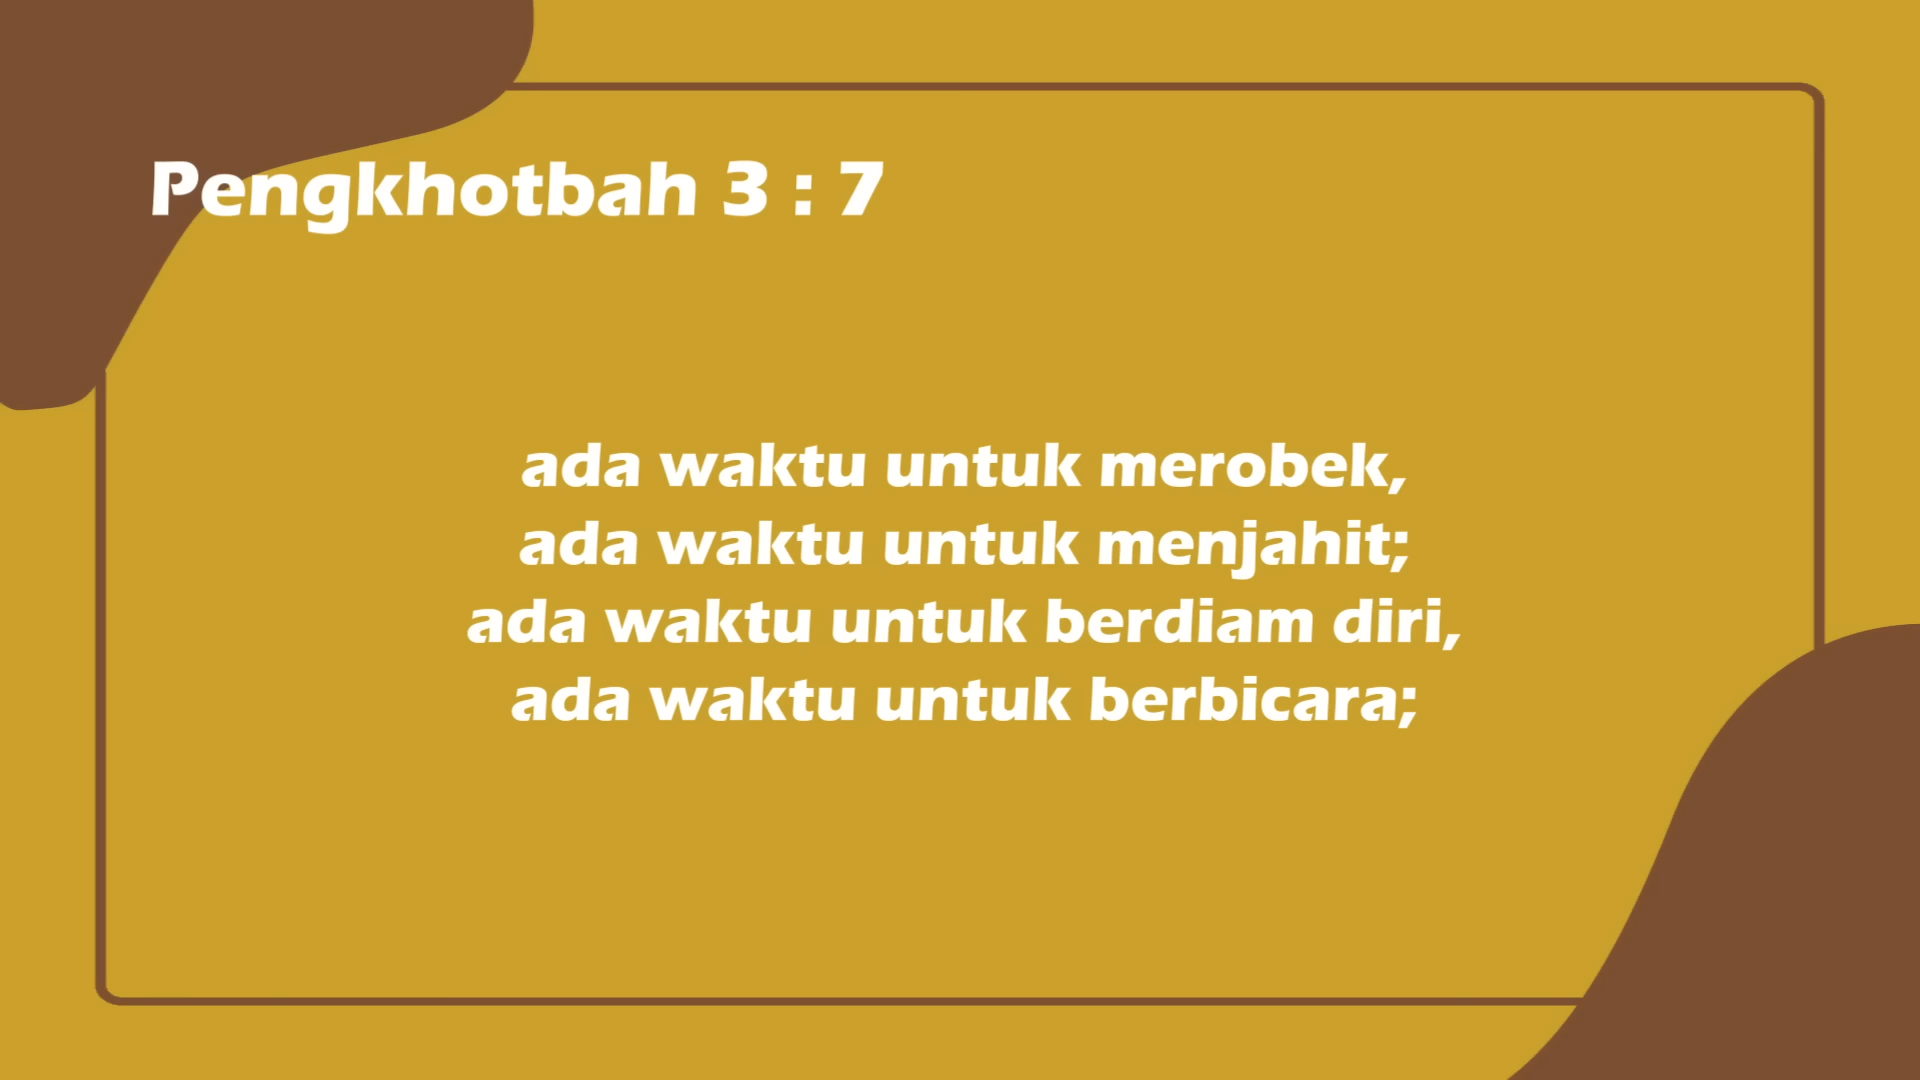 Pengkhotbah 3 : 7
ada waktu untuk merobek,
ada waktu untuk menjahit;
ada waktu untuk berdiam diri,
ada waktu untuk berbicara;